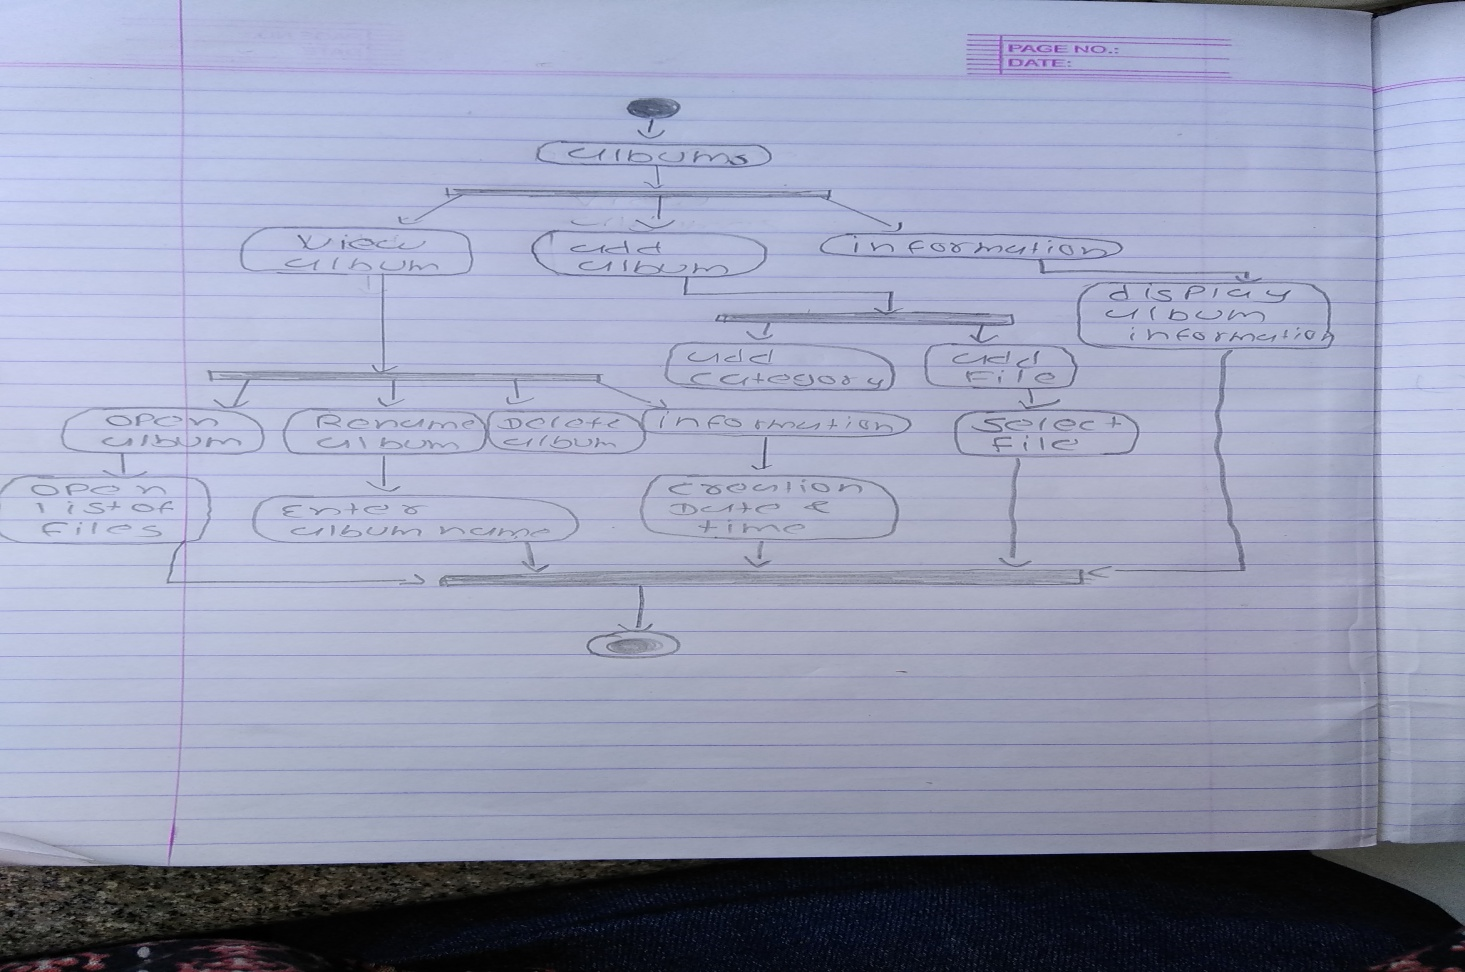 PAGE NO.:
DATE:
albums
View
album
add
album
information
display
album
information
add
category
add
File
open
album
Rename
album
Delete
album
information
Select
file
open
list of
files
Enter
album name
Creation
Date &
time